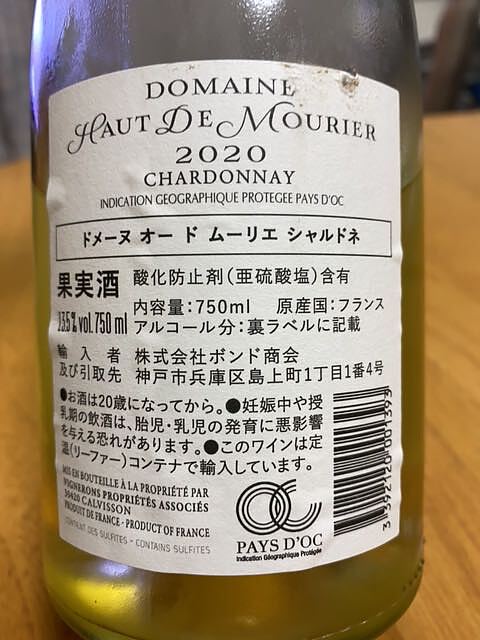 DOMAINE
HAUT DE MOURIER
2020
CHARDONNAY
INDICATION GÉOGRAPHIQUE PROTEGEE PAYS D'OC
ドメーヌ オー ド ムーリエ シャルドネ
果実酒 酸化防止剤(亜硫酸塩)含有
内容量:750ml 原産国:フランス
13.5% vol. 750 ml アルコール分:裏ラベルに記載
輸入者 株式会社ボンド商会
及び引取先 神戸市兵庫区島上町1丁目1番4号
●お酒は20歳になってから。●妊娠中や授
乳期の飲酒は、胎児・乳児の発育に悪影響
を与える恐れがあります。●このワインは定
温(リーファー)コンテナで輸入しています。
MIS EN BOUTEILLE À LA PROPRIÉTÉ PAR
VIGNERONS PROPRIÉTÉS ASSOCIÉS
30420 CALVISSON
PRODUIT DE FRANCE - PRODUCT OF FRANCE
CONTIENT DES SULFITES - CONTAINS SULFITES
PAYS D'OC
Indication Géographique Protégée
3 392120 091393